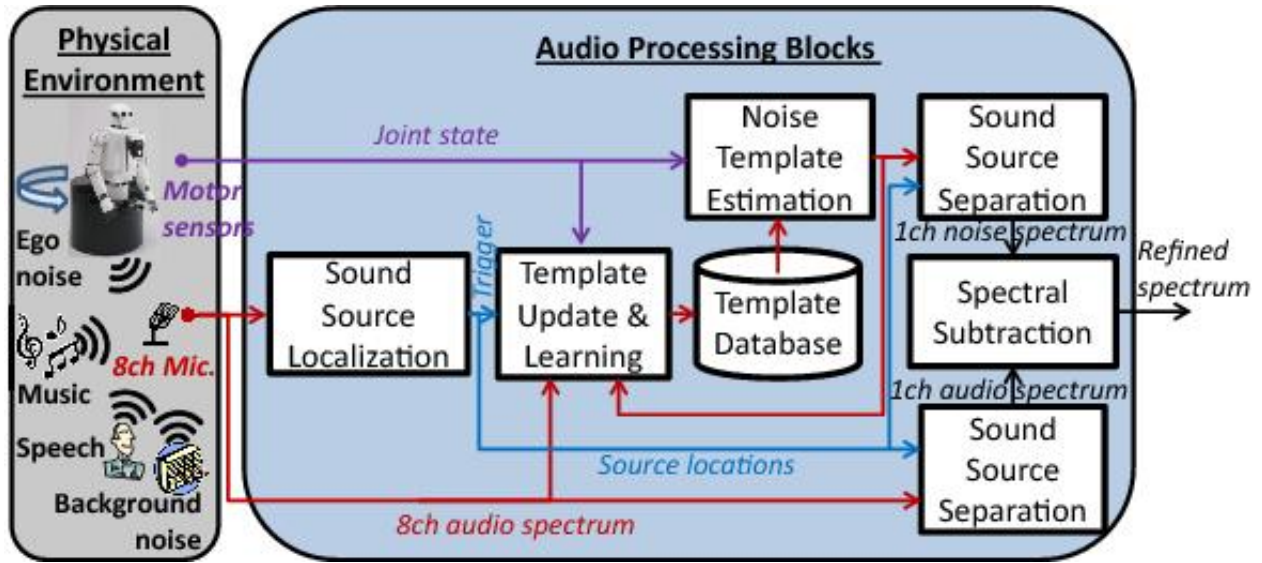 Physical
Environment
Ego
noise
Motor
sensors
8ch Mic.
Music
Speech
Background
noise
Audio Processing Blocks
Joint state
Noise
Template
Estimation
Sound
Source
Separation
1ch noise spectrum
Trigger
Sound
Source
Localization
Template
Update &
Learning
Template
Database
Spectral
Subtraction
Refined
spectrum
1ch audio spectrum
Sound
Source
Separation
Source locations
8ch audio spectrum